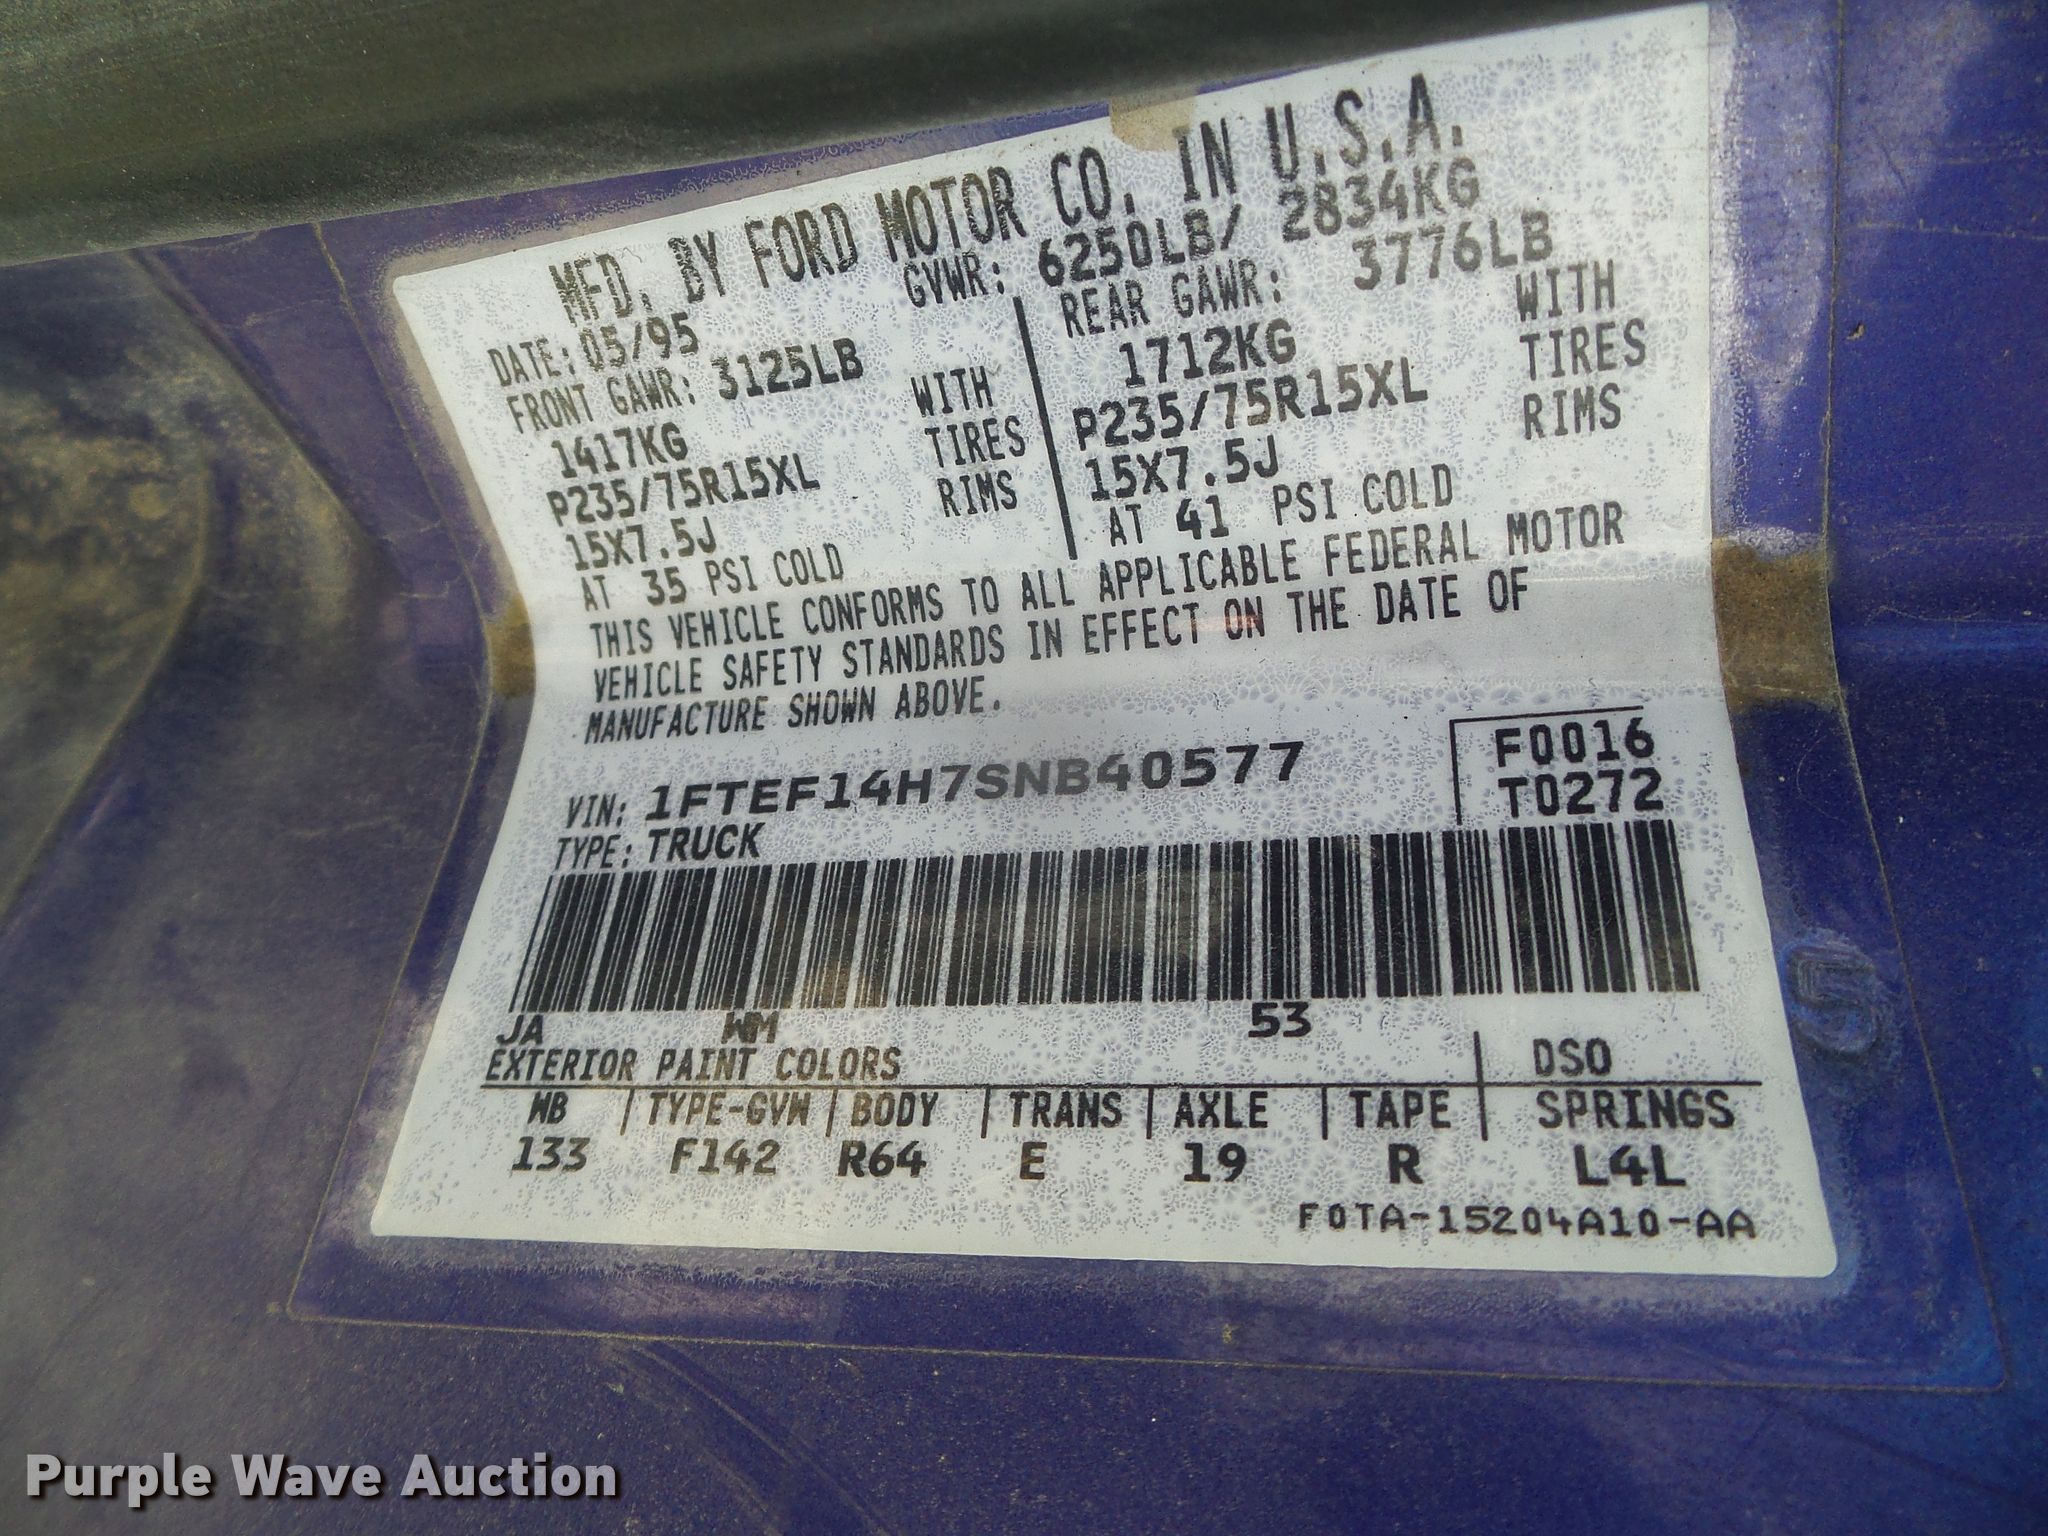 MFD. BY FORD MOTOR CO. IN U.S.A.
DATE: 05/95 GVWR: 6250LB/ 2834KG
FRONT GAWR: 3125LB REAR GAWR: 3776LB
1417KG WITH 1712KG WITH
P235/75R15XL TIRES P235/75R15XL TIRES
15X7.5J RIMS 15X7.5J RIMS
AT 35 PSI COLD AT 41 PSI COLD
THIS VEHICLE CONFORMS TO ALL APPLICABLE FEDERAL MOTOR
VEHICLE SAFETY STANDARDS IN EFFECT ON THE DATE OF
MANUFACTURE SHOWN ABOVE.
F0016
VIN: 1FTEF14H7SNB40577 T0272
TYPE: TRUCK
JA WM 53
EXTERIOR PAINT COLORS DSO
WB TYPE-GVW BODY TRANS AXLE TAPE SPRINGS
133 F142 R64 E 19 R L4L
F0TA-15204A10-AA
5
Purple Wave Auction